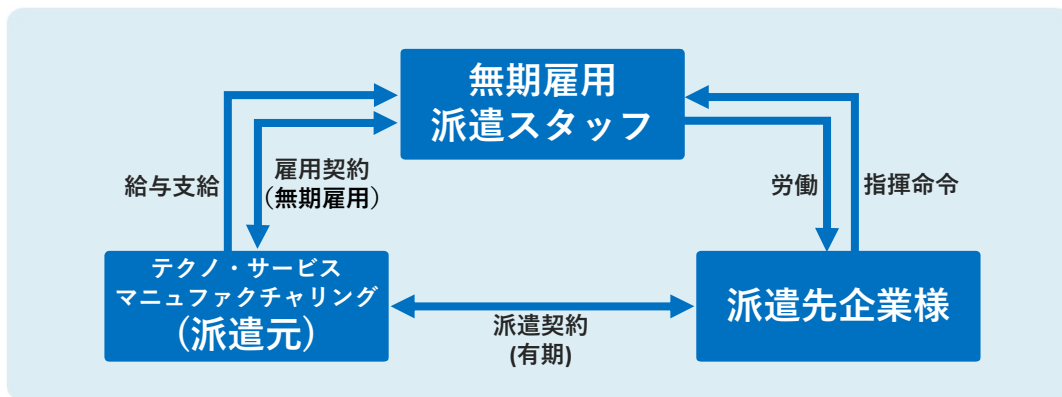 無期雇用
派遣スタッフ
給与支給
雇用契約
（無期雇用）
労働
指揮命令
テクノ・サービス
マニュファクチャリング
(派遣元)
派遣契約
(有期)
派遣先企業様